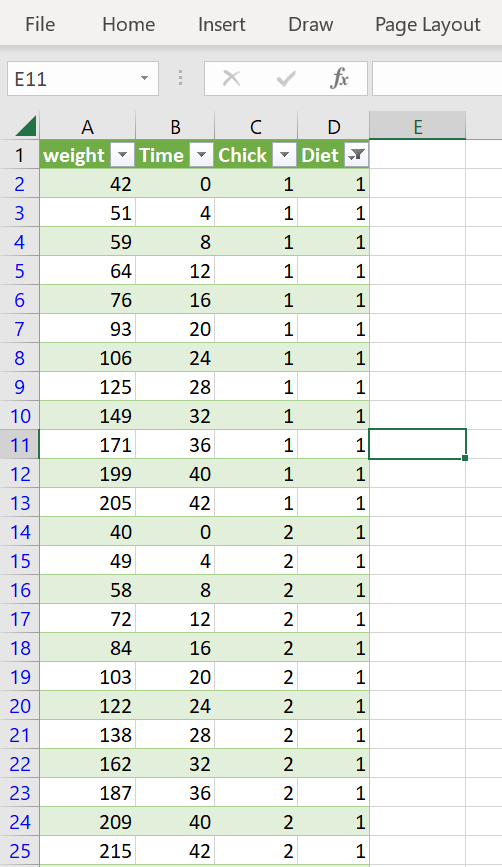 File Home Insert Draw Page Layout
E11 fx
A B C D E
1 weight Time Chick Diet
2 42 0 1 1
3 51 4 1 1
4 59 8 1 1
5 64 12 1 1
6 76 16 1 1
7 93 20 1 1
8 106 24 1 1
9 125 28 1 1
10 149 32 1 1
11 171 36 1 1
12 199 40 1 1
13 205 42 1 1
14 40 0 2 1
15 49 4 2 1
16 58 8 2 1
17 72 12 2 1
18 84 16 2 1
19 103 20 2 1
20 122 24 2 1
21 138 28 2 1
22 162 32 2 1
23 187 36 2 1
24 209 40 2 1
25 215 42 2 1